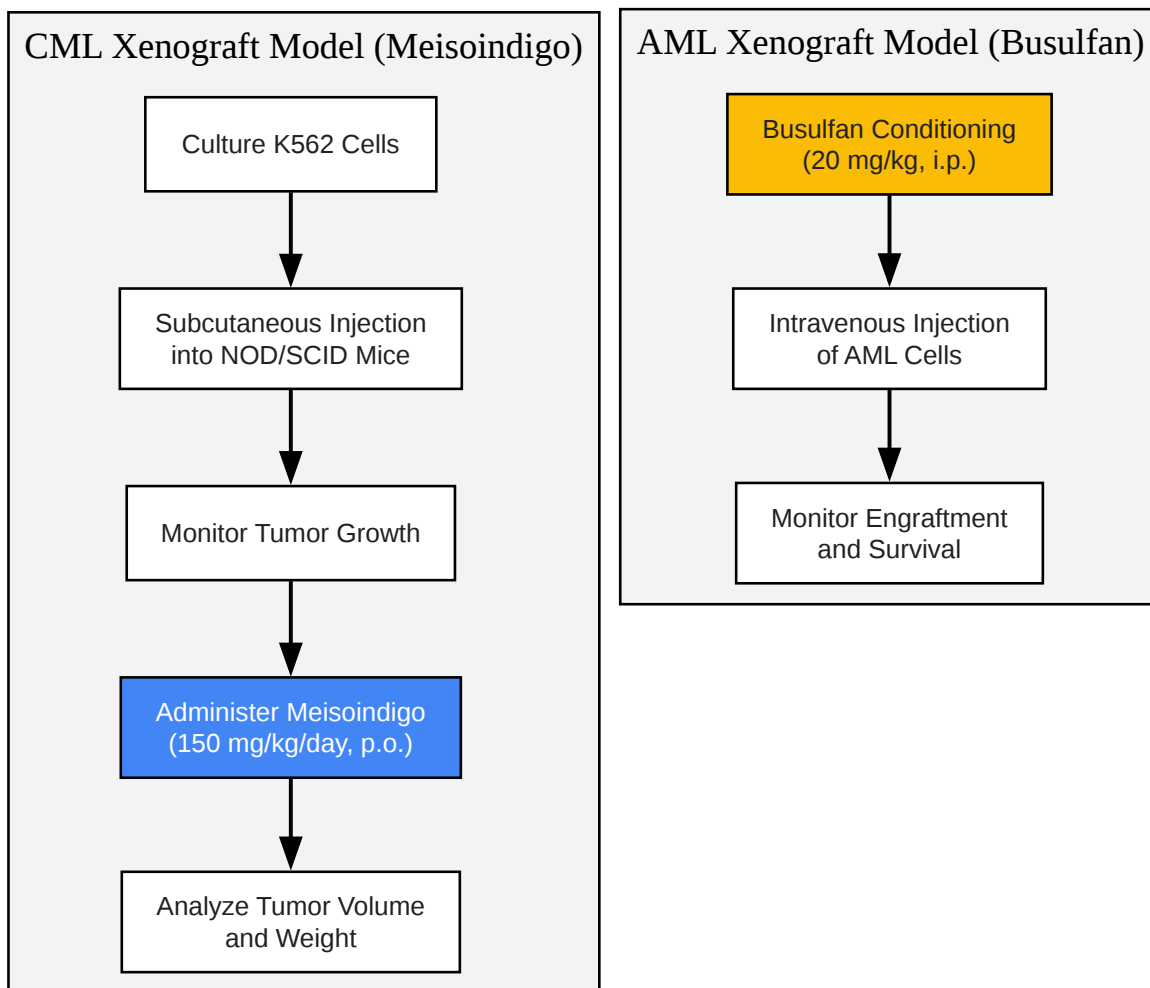 CML Xenograft Model (Meisoindigo)
Culture K562 Cells
Subcutaneous Injection
into NOD/SCID Mice
Monitor Tumor Growth
Administer Meisoindigo
(150 mg/kg/day, p.o.)
Analyze Tumor Volume
and Weight
AML Xenograft Model (Busulfan)
Busulfan Conditioning
(20 mg/kg, i.p.)
Intravenous Injection
of AML Cells
Monitor Engraftment
and Survival